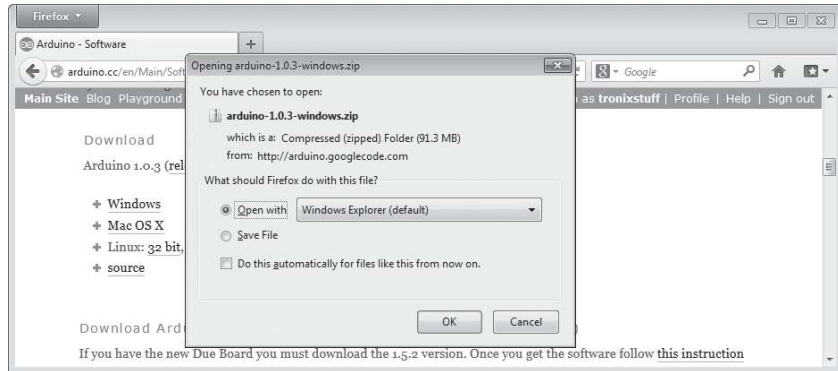 Firefox
Arduino - Software
arduino.cc/en/Main/Soft
Google
Main Site Blog Playground
as tronixstuff | Profile | Help | Sign out
Opening arduino-1.0.3-windows.zip
You have chosen to open:
arduino-1.0.3-windows.zip
which is a: Compressed (zipped) Folder (91.3 MB)
from: http://arduino.googlecode.com
What should Firefox do with this file?
Open with Windows Explorer (default)
Save File
Do this automatically for files like this from now on.
OK Cancel
Download
Arduino 1.0.3 (rel
Windows
Mac OS X
Linux: 32 bit,
source
Download Ard
If you have the new Due Board you must download the 1.5.2 version. Once you get the software follow this instruction